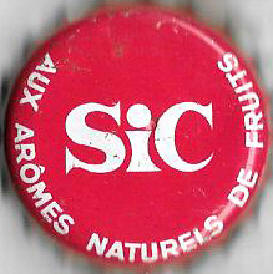 SiC
AUX ARÔMES NATURELS DE FRUITS